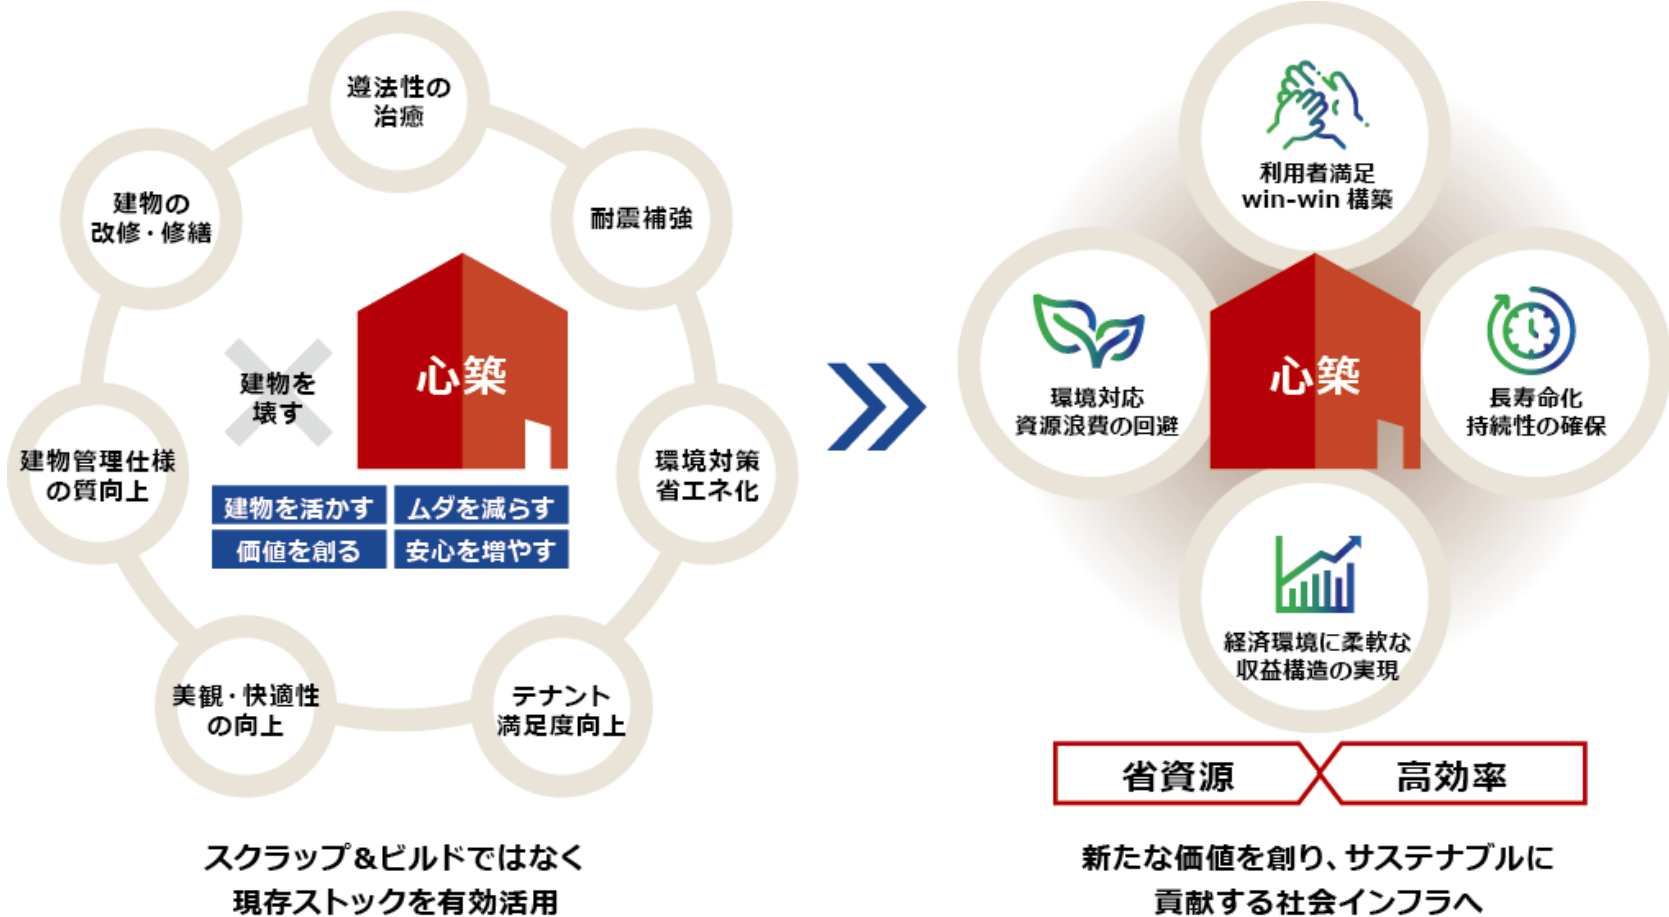 遵法性の
治癒
建物の
改修・修繕
耐震補強
建物を
壊す
心築
建物管理仕様
の質向上
環境対策
省エネ化
建物を活かす
ムダを減らす
価値を創る
安心を増やす
美観・快適性
の向上
テナント
満足度向上
スクラップ&ビルドではなく
現存ストックを有効活用
利用者満足
win-win 構築
環境対応
資源浪費の回避
心築
長寿命化
持続性の確保
経済環境に柔軟な
収益構造の実現
省資源
高効率
新たな価値を創り、サステナブルに
貢献する社会インフラへ